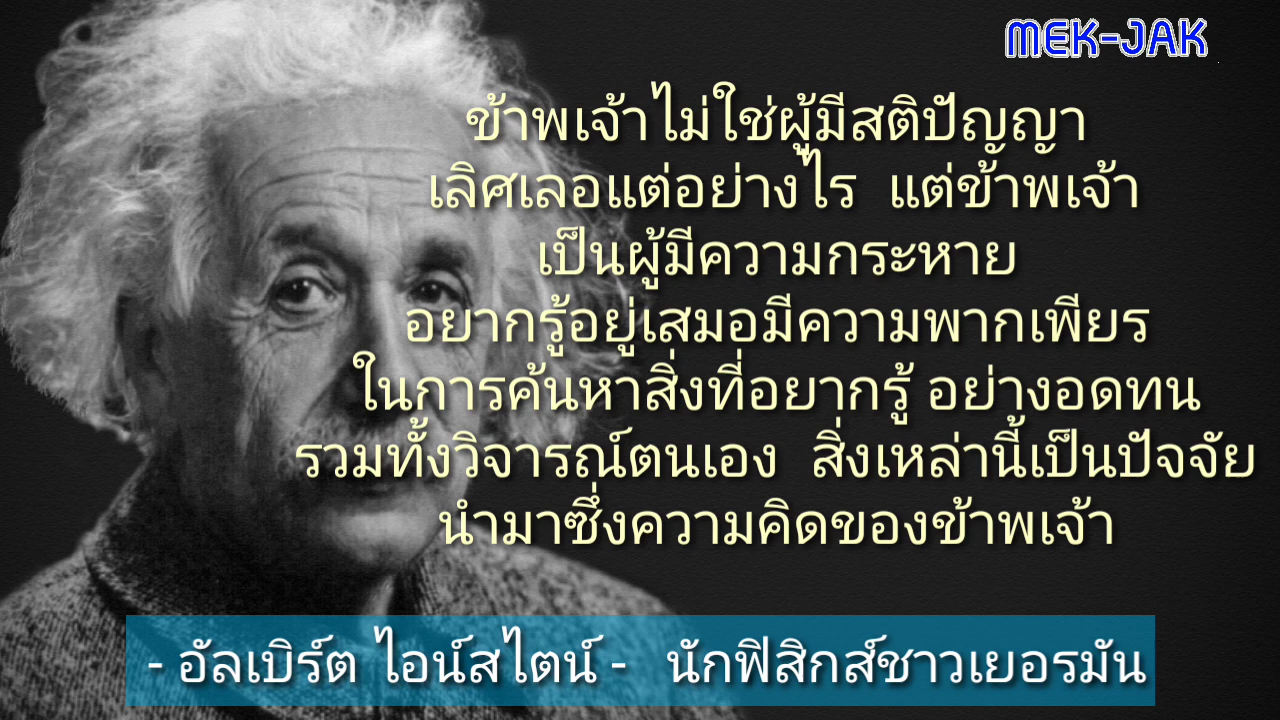 MEK-JAK
ข้าพเจ้าไม่ใช่ผู้มีสติปัญญา
เลิศเลอแต่อย่างไร แต่ข้าพเจ้า
เป็นผู้มีความกระหาย
อยากรู้อยู่เสมอมีความพากเพียร
ในการค้นหาสิ่งที่อยากรู้ อย่างอดทน
รวมทั้งวิจารณ์ตนเอง สิ่งเหล่านี้เป็นปัจจัย
นำมาซึ่งความคิดของข้าพเจ้า
- อัลเบิร์ต ไอน์สไตน์ - นักฟิสิกส์ชาวเยอรมัน